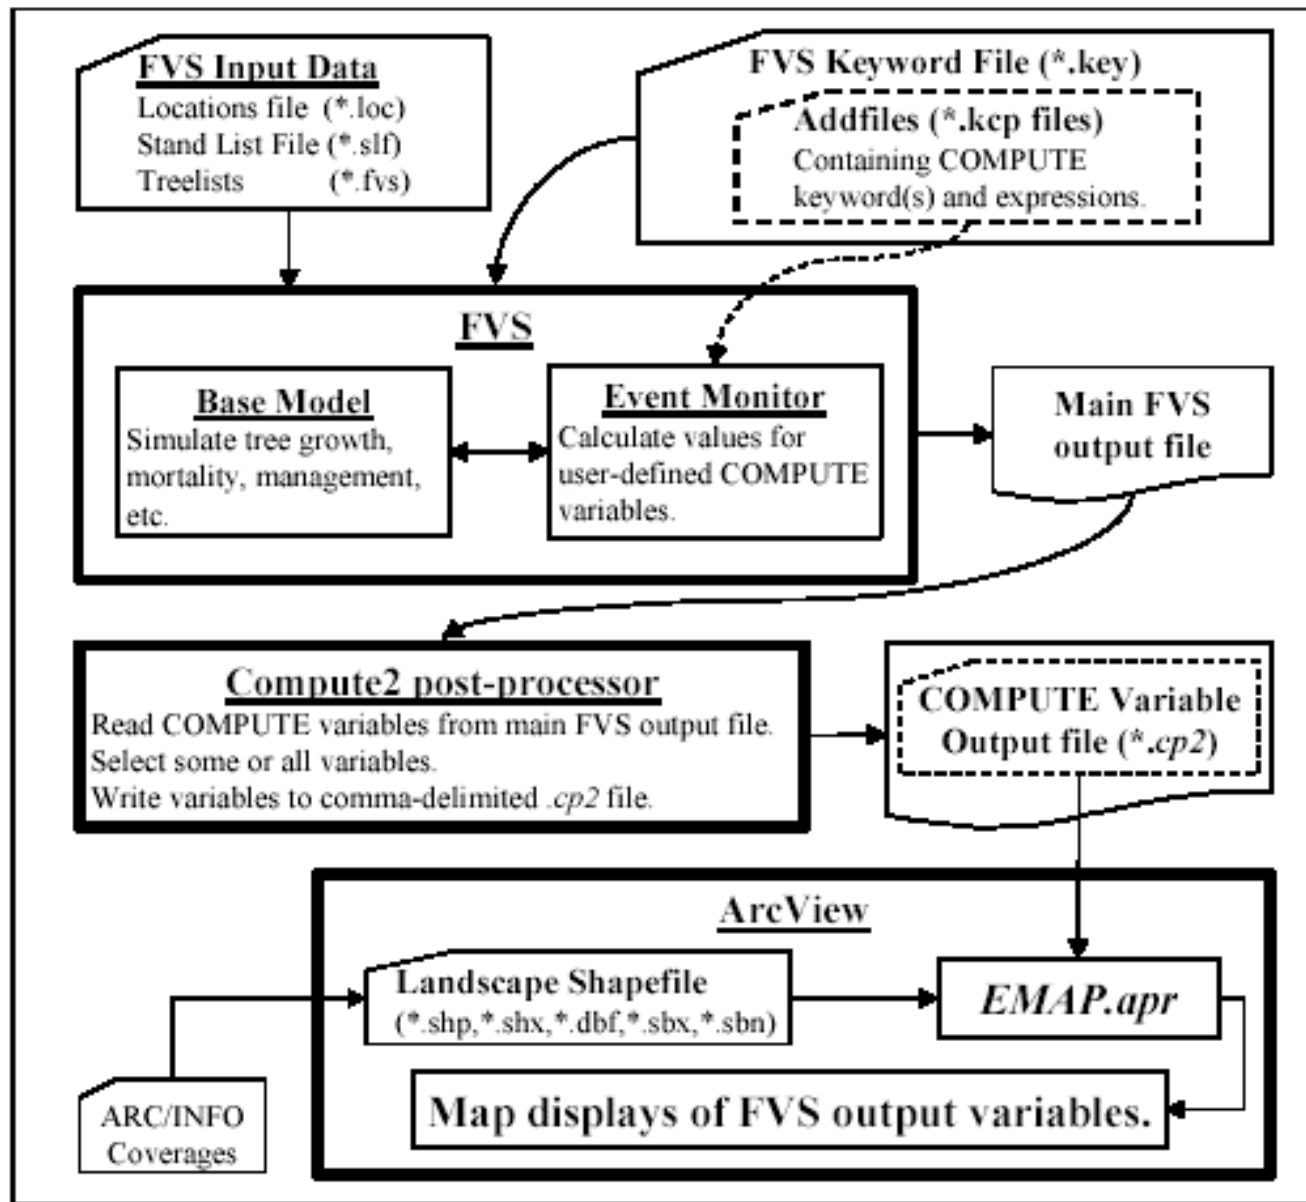 FVS Input Data
Locations file (*.loc)
Stand List File (*.slf)
Treelists (*.fvs)
FVS Keyword File (*.key)
Addfiles (*.kcp files)
Containing COMPUTE
keyword(s) and expressions.
FVS
Base Model
Simulate tree growth,
mortality, management,
etc.
Event Monitor
Calculate values for
user-defined COMPUTE
variables.
Main FVS
output file
Compute2 post-processor
Read COMPUTE variables from main FVS output file.
Select some or all variables.
Write variables to comma-delimited .cp2 file.
COMPUTE Variable
Output file (*.cp2)
ArcView
Landscape Shapefile
(*.shp,*.shx,*.dbf,*.sbx,*.sbn)
EMAP.apr
Map displays of FVS output variables.
ARC/INFO
Coverages